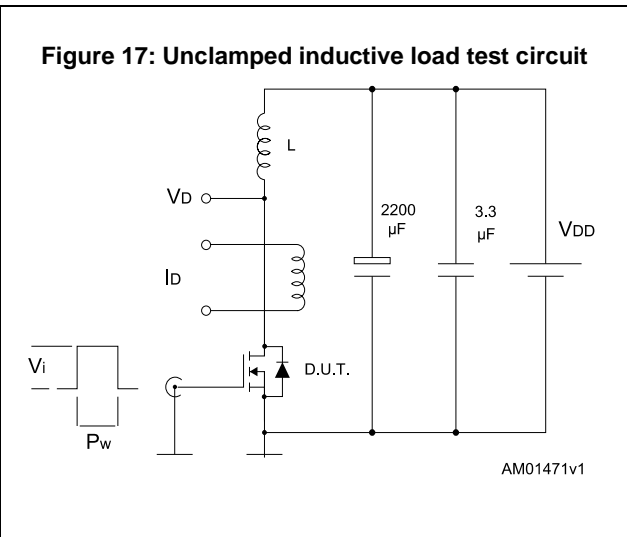 Figure 17: Unclamped inductive load test circuit
L
VD
2200
µF
3.3
µF
VDD
ID
Vi
D.U.T.
Pw
AM01471v1